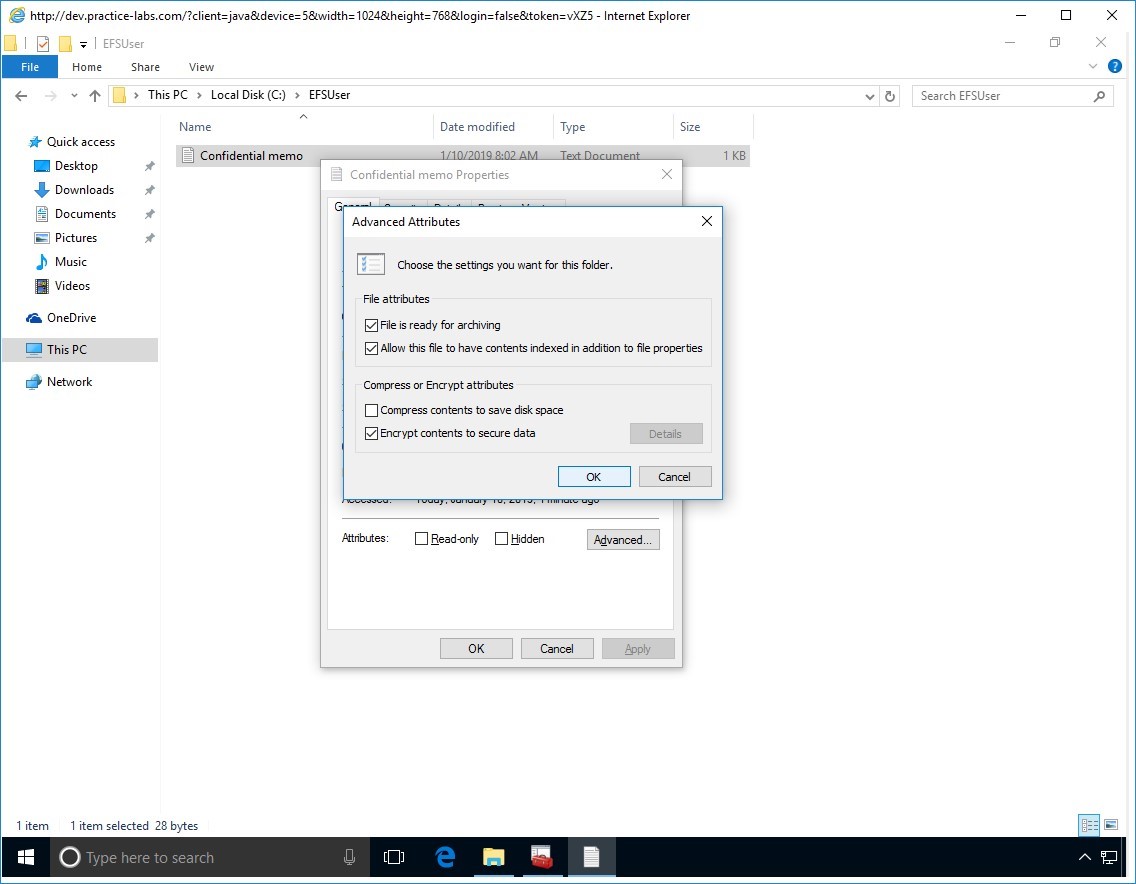 http://dev.practice-labs.com/?client=java&device=5&width=1024&height=768&login=false&token=vXZ5 - Internet Explorer
EFSUser
File Home Share View
This PC Local Disk (C:) EFSUser
Search EFSUser
Name Date modified Type Size
Quick access
Desktop
Downloads
Documents
Pictures
Music
Videos
OneDrive
This PC
Network
Confidential memo 1/10/2019 8:02 AM Text Document 1 KB
Confidential memo Properties
General
Advanced Attributes
Choose the settings you want for this folder.
File attributes
File is ready for archiving
Allow this file to have contents indexed in addition to file properties
Compress or Encrypt attributes
Compress contents to save disk space
Encrypt contents to secure data
Details
OK Cancel
Accessed: Today, January 10, 2019, 1 minute ago
Attributes: Read-only Hidden Advanced...
OK Cancel Apply
1 item 1 item selected 28 bytes
Type here to search